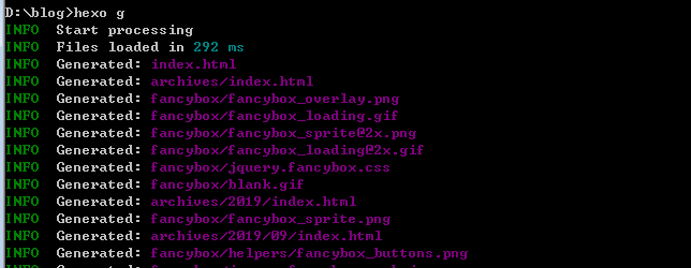 D:\blog>hexo g
INFO  Start processing
INFO  Files loaded in 292 ms
INFO  Generated: index.html
INFO  Generated: archives/index.html
INFO  Generated: fancybox/fancybox_overlay.png
INFO  Generated: fancybox/fancybox_loading.gif
INFO  Generated: fancybox/fancybox_sprite@2x.png
INFO  Generated: fancybox/fancybox_loading@2x.gif
INFO  Generated: fancybox/jquery.fancybox.css
INFO  Generated: fancybox/blank.gif
INFO  Generated: archives/2019/index.html
INFO  Generated: fancybox/fancybox_sprite.png
INFO  Generated: archives/2019/09/index.html
INFO  Generated: fancybox/helpers/fancybox_buttons.png
INFO  Generated: